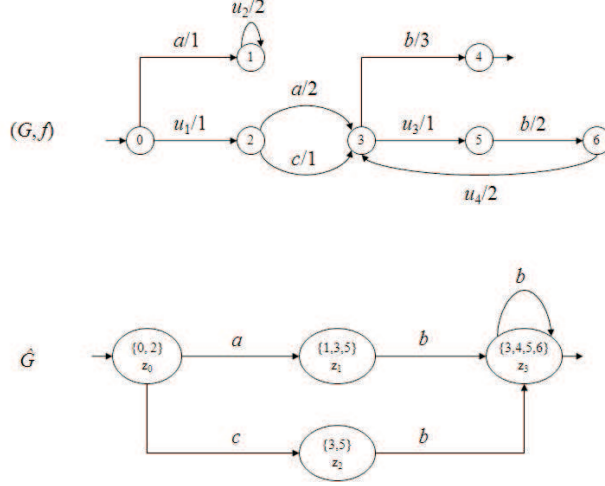 u₂/2
a/1
1
b/3
4
a/2
(G, f)
0
u₁/1
2
3
u₃/1
5
b/2
6
c/1
u₄/2
b
Ĝ
{0, 2}
z₀
a
{1,3,5}
z₁
b
{3,4,5,6}
z₃
c
{3,5}
z₂
b